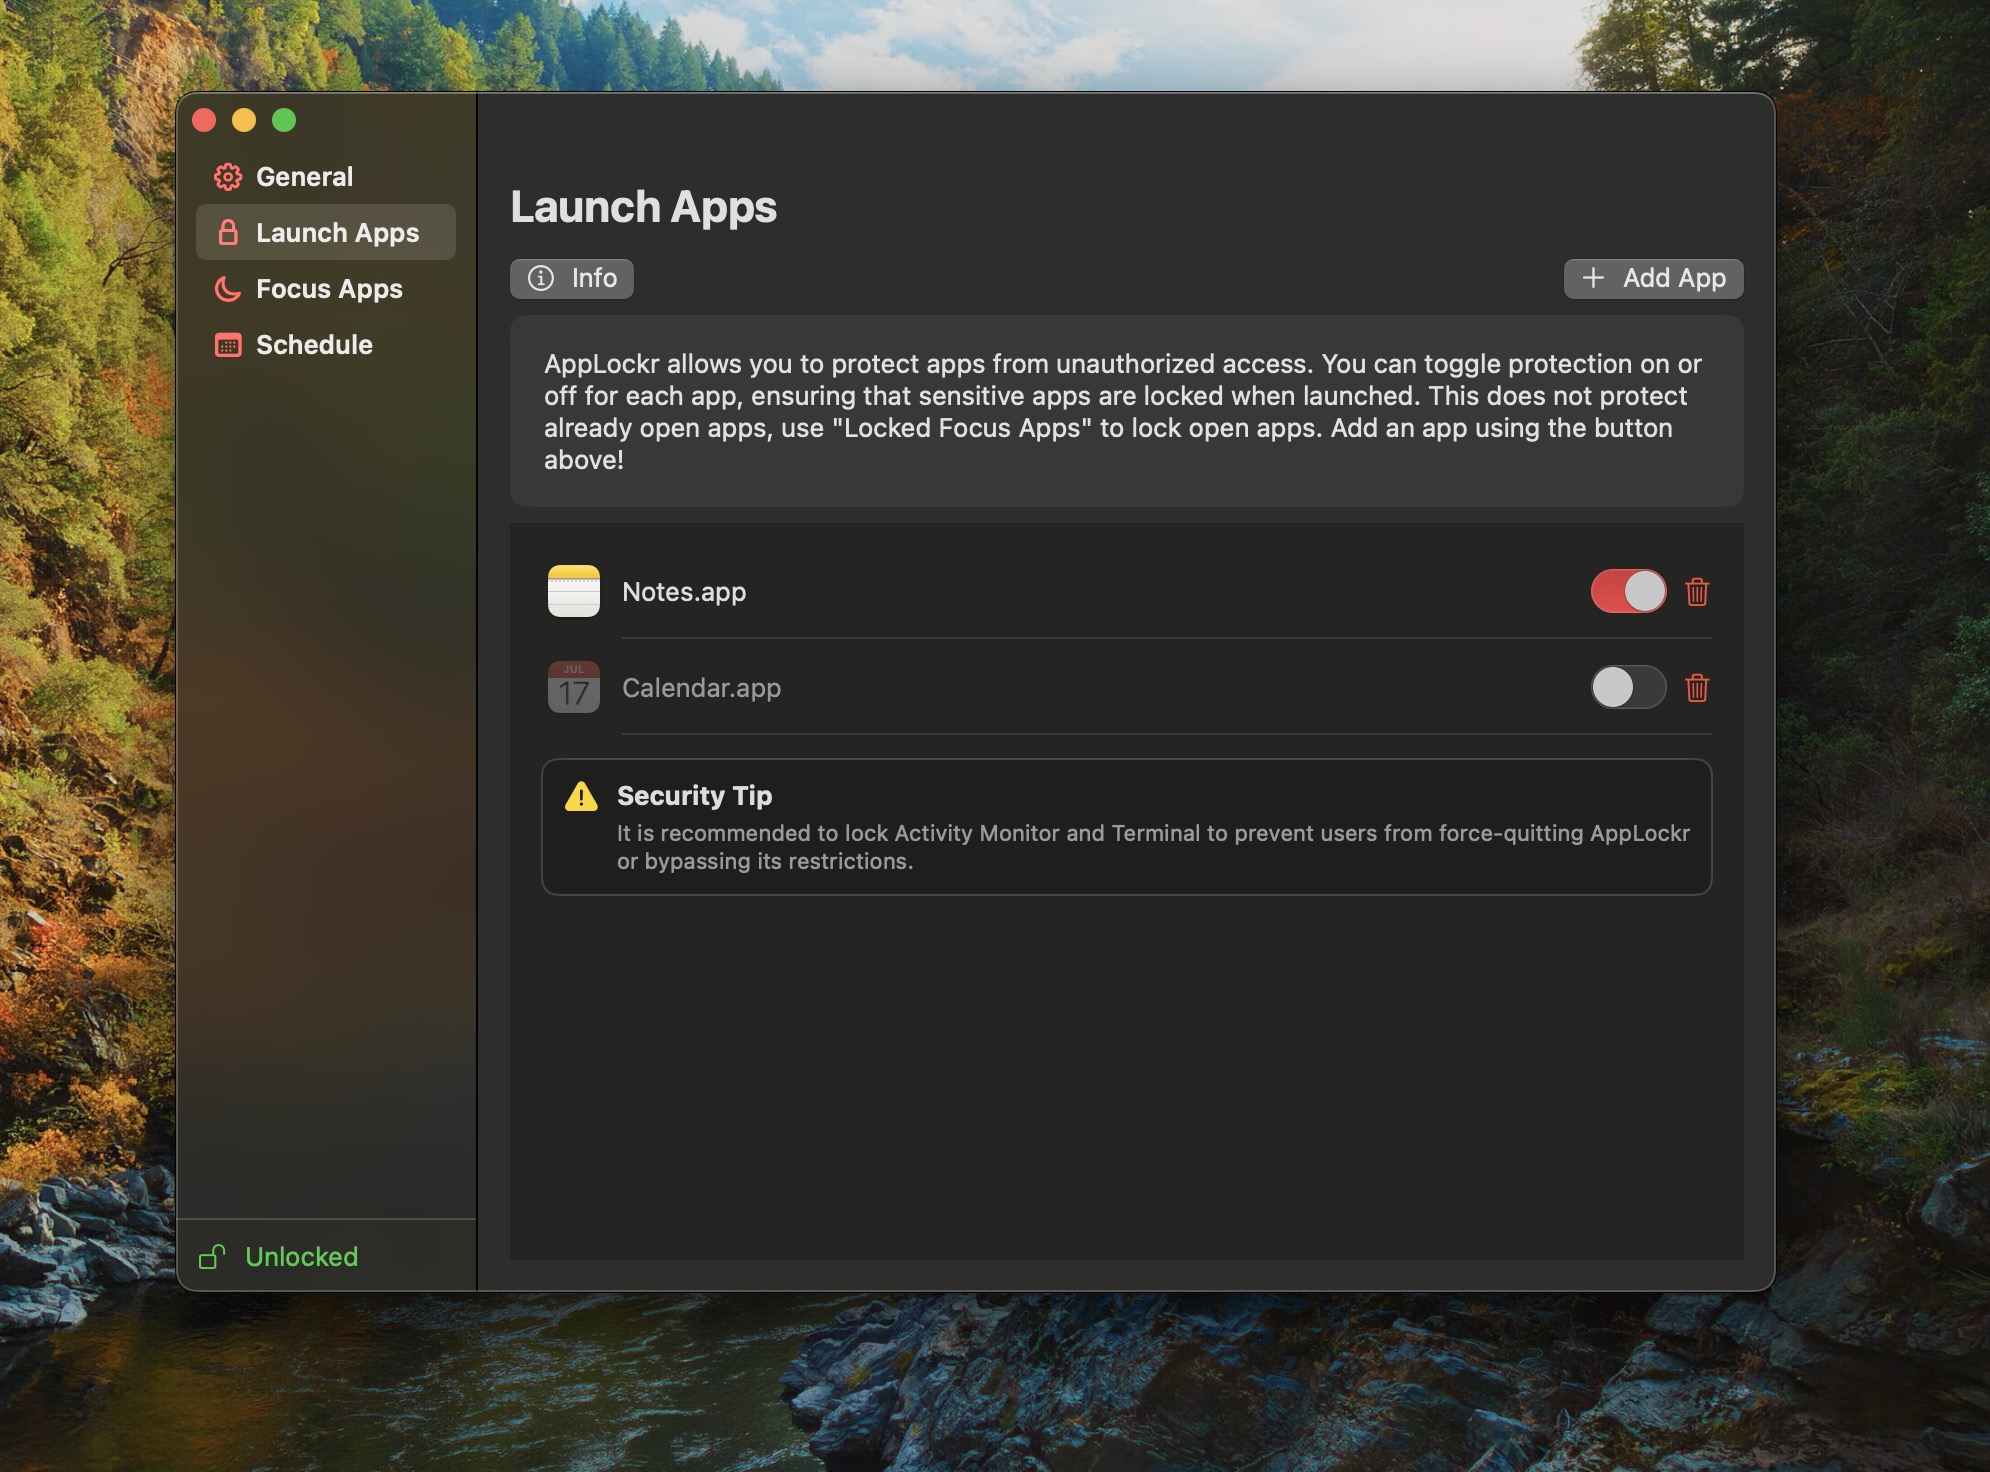 General
Launch Apps
Focus Apps
Schedule
Unlocked
Launch Apps
Info
Add App
AppLockr allows you to protect apps from unauthorized access. You can toggle protection on or
off for each app, ensuring that sensitive apps are locked when launched. This does not protect
already open apps, use "Locked Focus Apps" to lock open apps. Add an app using the button
above!
Notes.app
JUL
17
Calendar.app
Security Tip
It is recommended to lock Activity Monitor and Terminal to prevent users from force-quitting AppLockr
or bypassing its restrictions.